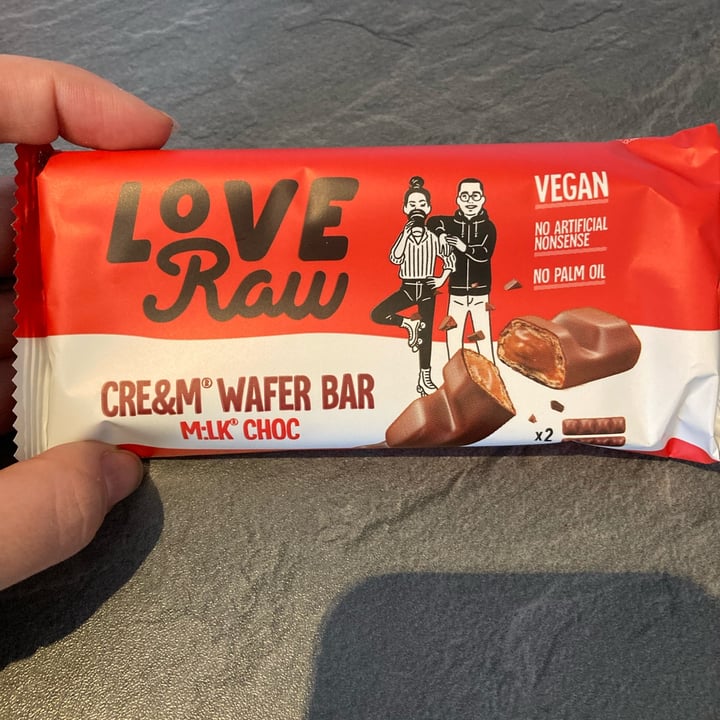 LOVE
Raw
VEGAN
NO ARTIFICIAL
NONSENSE
NO PALM OIL
CRE&M® WAFER BAR
M:LK® CHOC
x2